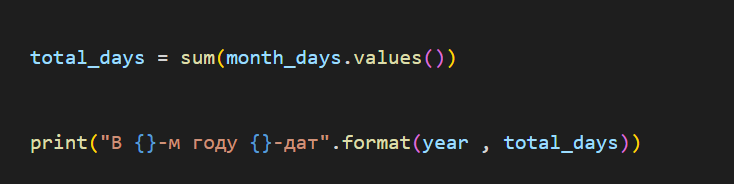 total_days = sum(month_days.values())
print("В {}-м году {}-дат".format(year , total_days))